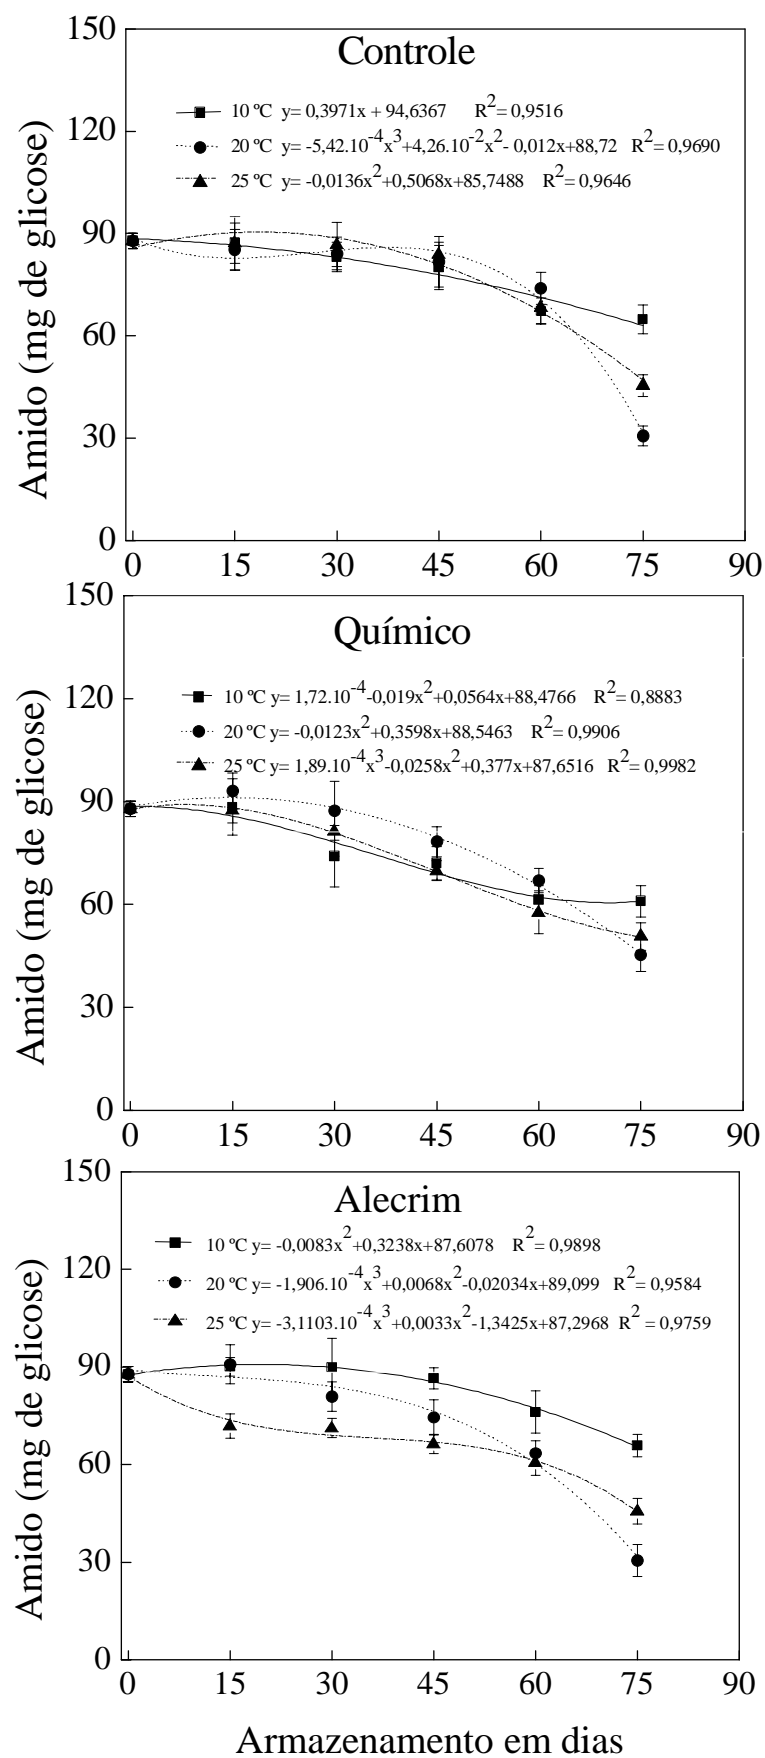 150
Controle
10 ºC y= 0,3971x + 94,6367 R²= 0,9516
120
20 ºC y= -5,42.10⁻⁴x³+4,26.10⁻²x²- 0,012x+88,72 R²= 0,9690
25 ºC y= -0,0136x²+0,5068x+85,7488 R²= 0,9646
90
60
30
0
Amido (mg de glicose)
0 15 30 45 60 75 90
150
Químico
10 ºC y= 1,72.10⁻⁴-0,019x²+0,0564x+88,4766 R²= 0,8883
120
20 ºC y= -0,0123x²+0,3598x+88,5463 R²= 0,9906
25 ºC y= 1,89.10⁻⁴x³-0,0258x²+0,377x+87,6516 R²= 0,9982
90
60
30
0
Amido (mg de glicose)
0 15 30 45 60 75 90
150
Alecrim
10 ºC y= -0,0083x²+0,3238x+87,6078 R²= 0,9898
120
20 ºC y= -1,906.10⁻⁴x³+0,0068x²-0,02034x+89,099 R²= 0,9584
25 ºC y= -3,1103.10⁻⁴x³+0,0033x²-1,3425x+87,2968 R²= 0,9759
90
60
30
0
Amido (mg de glicose)
0 15 30 45 60 75 90
Armazenamento em dias